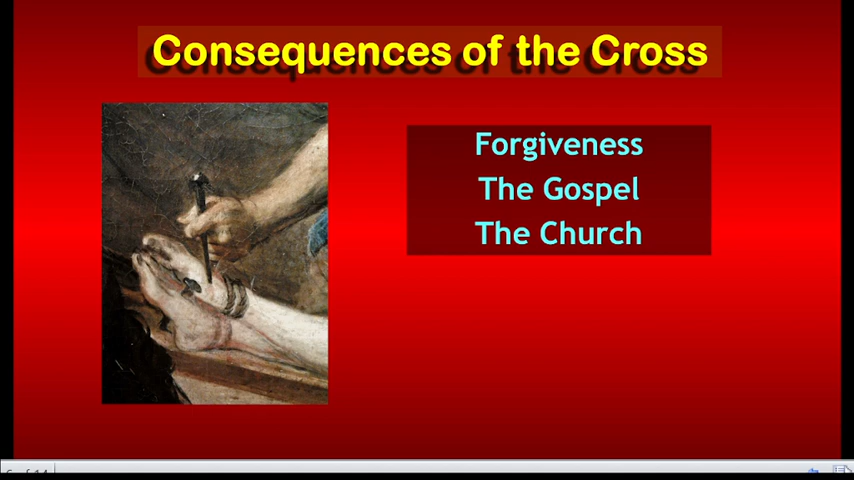 Consequences of the Cross
Forgiveness
The Gospel
The Church